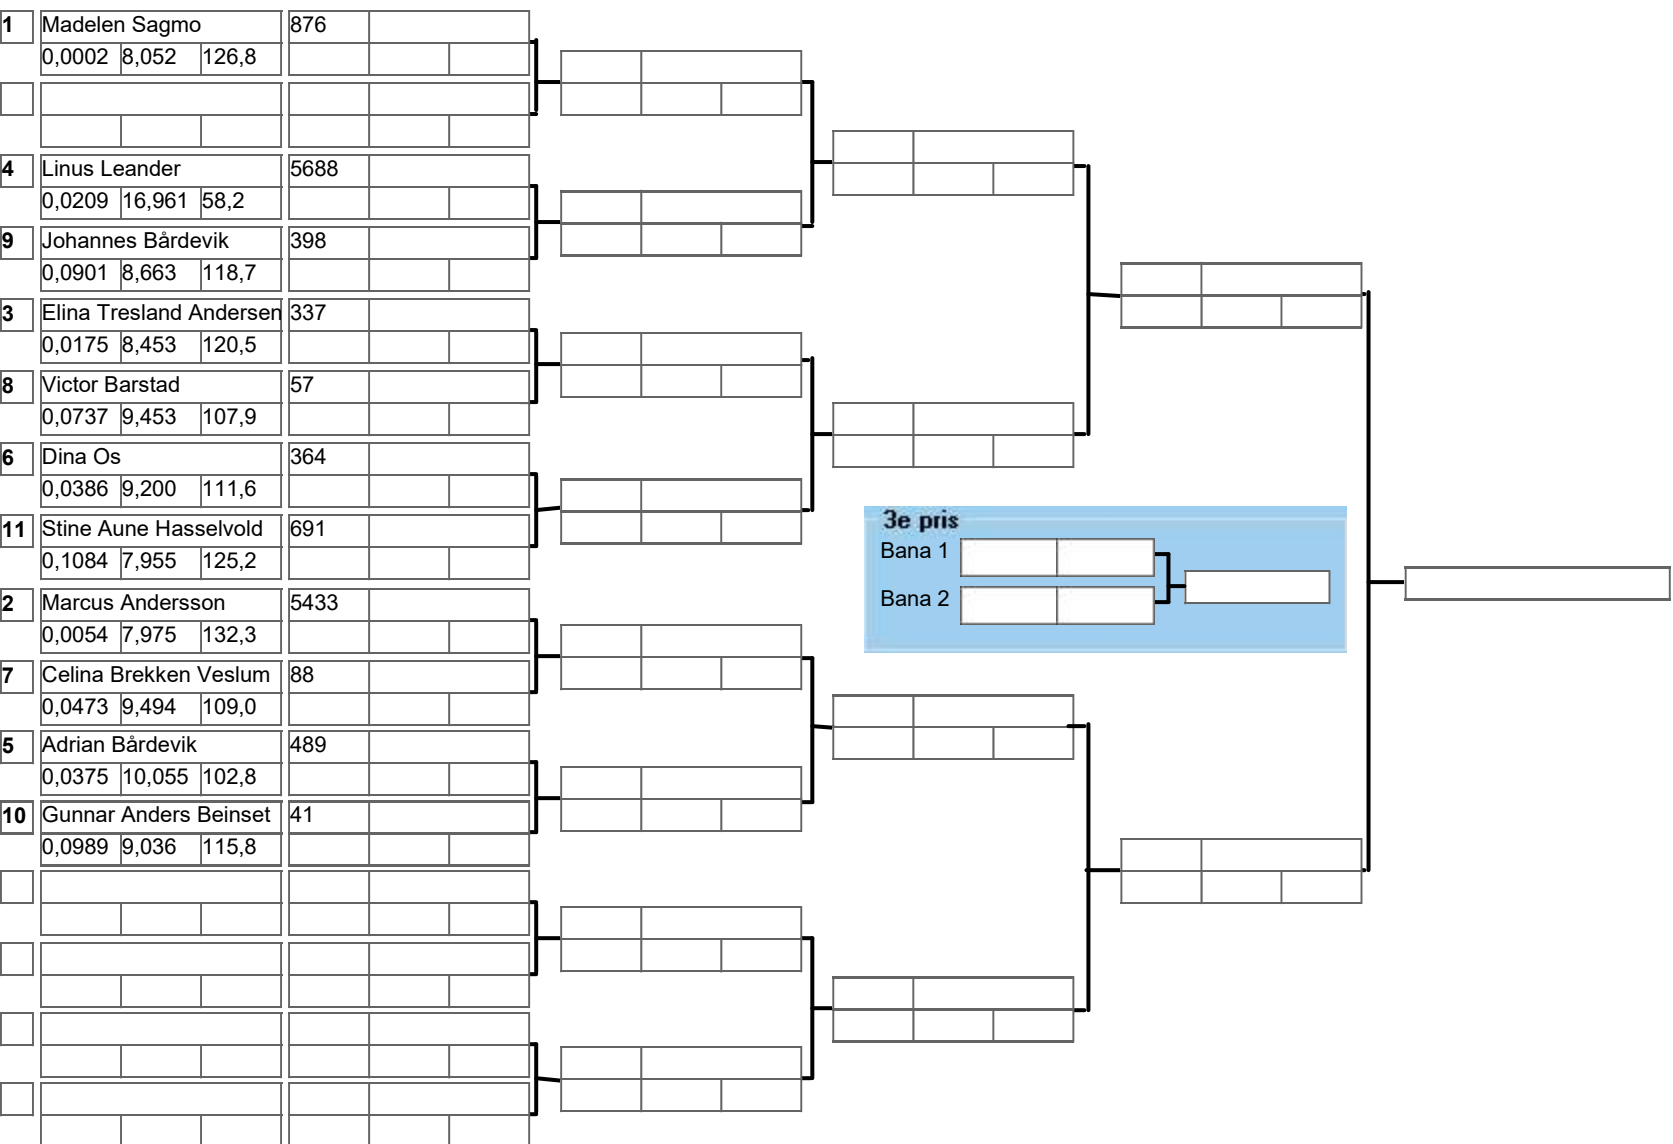 1 Madelen Sagmo 876
0,0002 8,052 126,8
4 Linus Leander 5688
0,0209 16,961 58,2
9 Johannes Bårdevik 398
0,0901 8,663 118,7
3 Elina Tresland Andersen 337
0,0175 8,453 120,5
8 Victor Barstad 57
0,0737 9,453 107,9
6 Dina Os 364
0,0386 9,200 111,6
11 Stine Aune Hasselvold 691
0,1084 7,955 125,2
2 Marcus Andersson 5433
0,0054 7,975 132,3
7 Celina Brekken Veslum 88
0,0473 9,494 109,0
5 Adrian Bårdevik 489
0,0375 10,055 102,8
10 Gunnar Anders Beinset 41
0,0989 9,036 115,8
3e pris
Bana 1
Bana 2